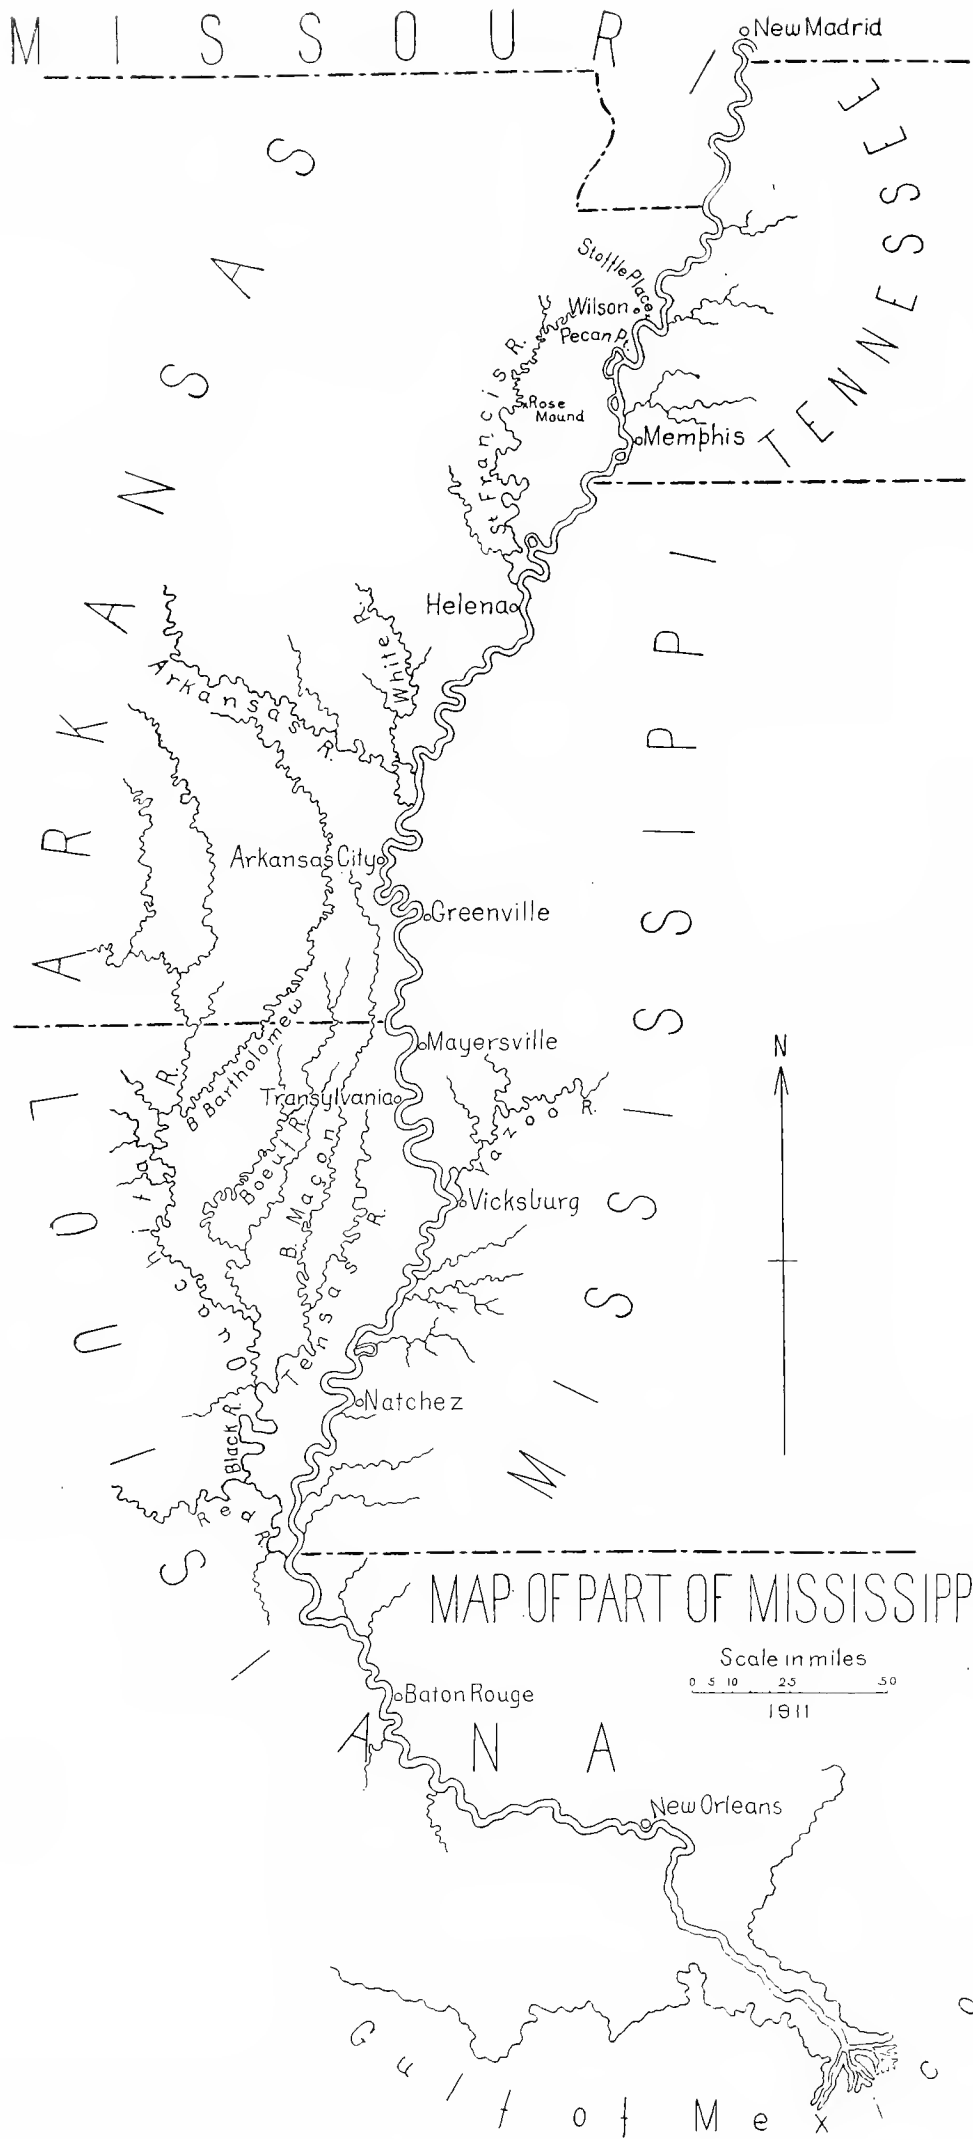 MISSOURI
New Madrid
TENNESSEE
ARKANSAS
Stoffle Place
Wilson
Pecan Pt.
St Francis R.
Rose
Mound
Memphis
Helena
White R.
Arkansas R.
MISSISSIPPI
Arkansas City
Greenville
B. Bartholomew
Mayersville
N
Transylvania
Yazoo R.
Boeuf R.
B. Maçon
Vicksburg
Ouachita R.
Tensas R.
Natchez
Black R.
Red R.
LOUISIANA
MAP OF PART OF MISSISSIPP
Scale in miles
0 5 10 25 50
1911
Baton Rouge
New Orleans
Gulf of Mexico